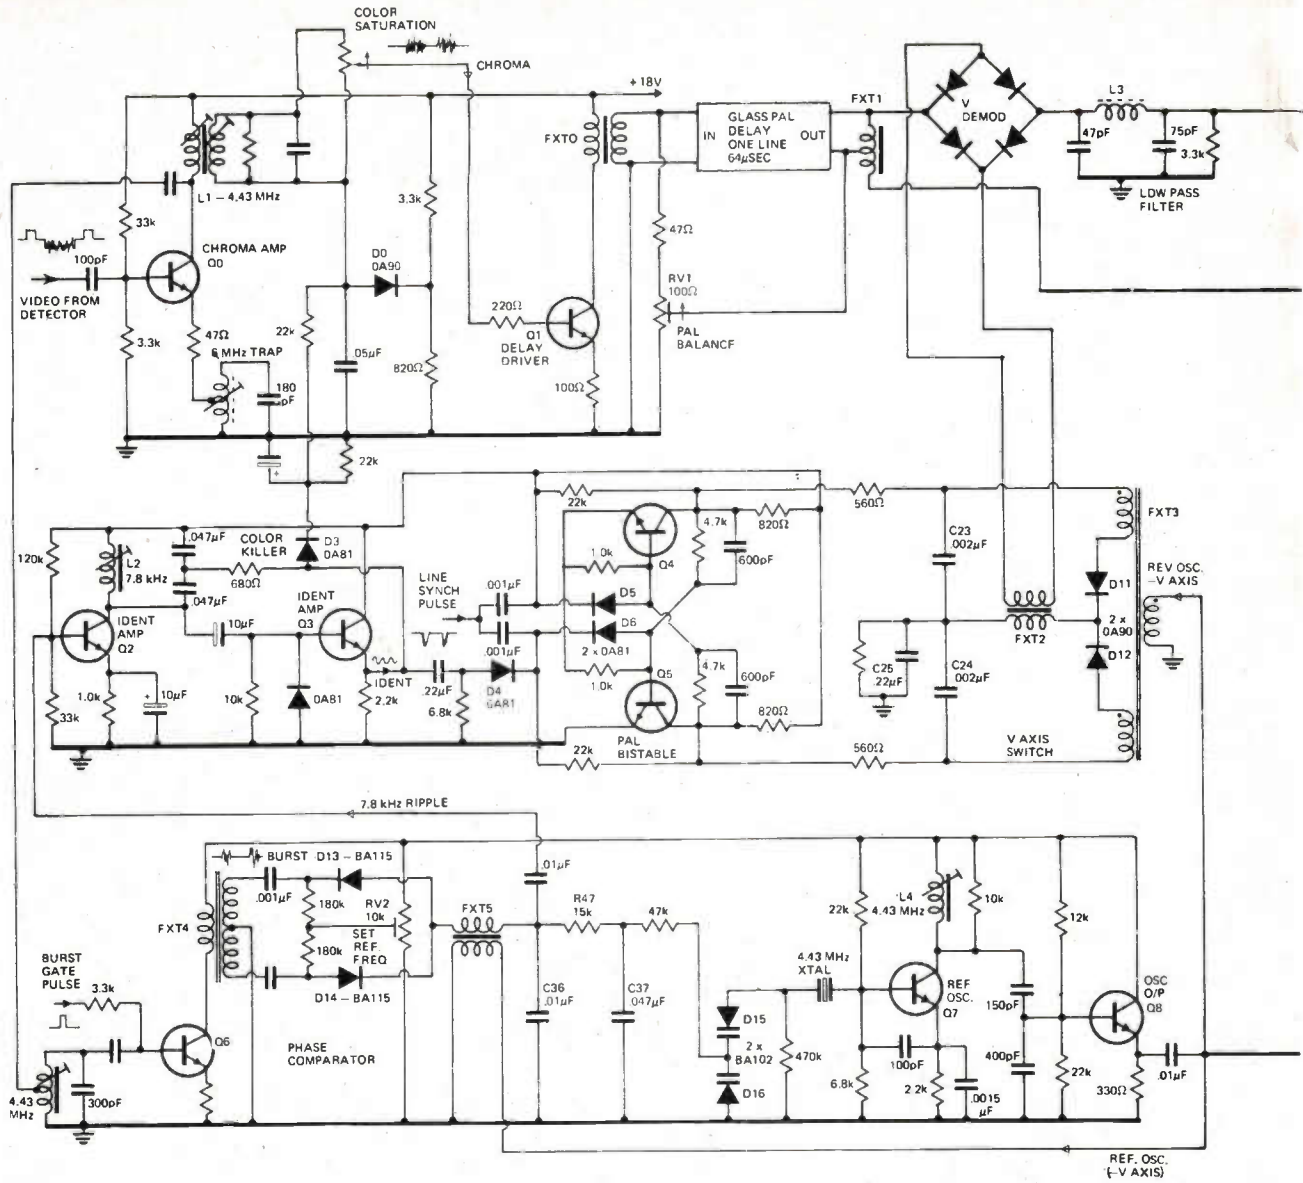 COLOR
SATURATION
CHROMA
+18V
FXT0
IN
GLASS PAL
DELAY
ONE LINE
64µSEC
OUT
FXT1
V
DEMOD
L3
47pF
75pF
3.3k
LOW PASS
FILTER
L1 – 4.43 MHz
33k
3.3k
100pF
VIDEO FROM
DETECTOR
CHROMA AMP
Q0
47Ω
6 MHz TRAP
3.3k
180
pF
D0
0A90
22k
.05µF
820Ω
220Ω
Q1
DELAY
DRIVER
100Ω
47Ω
RV1
100Ω
PAL
BALANCE
22k
120k
L2
7.8 kHz
.047µF
COLOR
KILLER
D3
0A81
680Ω
.047µF
IDENT
AMP
Q2
10µF
IDENT
AMP
Q3
33k
1.0k
10µF
10k
0A81
2.2k
IDENT
LINE
SYNCH
PULSE
.001µF
.001µF
.22µF
6.8k
D4
0A81
22k
1.0k
D5
D6
2 x 0A81
1.0k
Q4
4.7k
600pF
820Ω
Q5
PAL
BISTABLE
4.7k
600pF
820Ω
22k
560Ω
560Ω
C23
.002µF
C24
.002µF
C25
.22µF
FXT2
FXT3
D11
2 x
0A90
D12
REV OSC.
–V AXIS
V AXIS
SWITCH
7.8 kHz RIPPLE
BURST
D13 – BA115
.001µF
180k
180k
RV2
10k
SET
REF.
FREQ
D14 – BA115
FXT4
FXT5
.01µF
R47
15k
47k
C36
.01µF
C37
.047µF
BURST
GATE
PULSE
3.3k
Q6
4.43
MHz
300pF
PHASE
COMPARATOR
D15
2 x
BA102
D16
470k
4.43 MHz
XTAL
22k
L4
4.43 MHz
10k
REF
OSC.
Q7
6.8k
100pF
2.2k
.0015
µF
150pF
400pF
12k
22k
OSC
O/P
Q8
330Ω
.01µF
REF. OSC.
(–V AXIS)